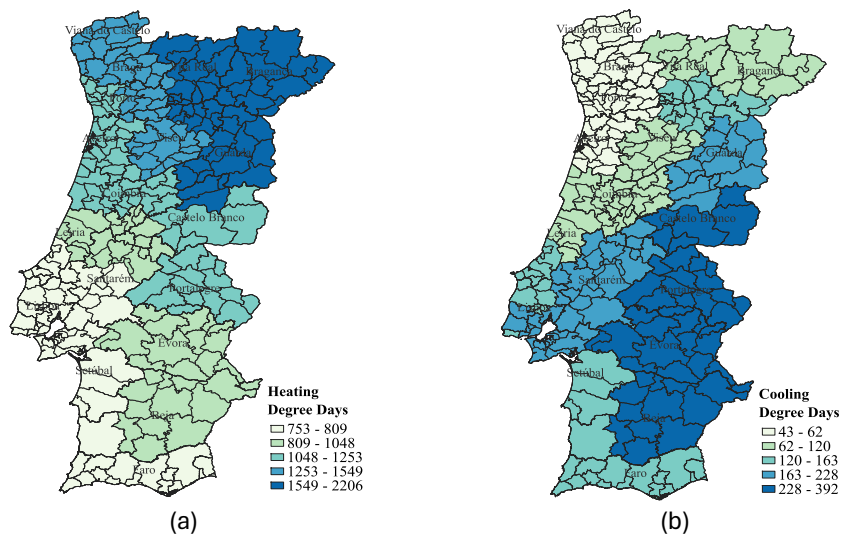 Viana do Castelo
Braga
Vila Real
Bragança
Porto
Aveiro
Viseu
Guarda
Coimbra
Castelo Branco
Leiria
Santarém
Portalegre
Lisboa
Évora
Setúbal
Beja
Faro
Heating
Degree Days
753 - 809
809 - 1048
1048 - 1253
1253 - 1549
1549 - 2206
(a)
Viana do Castelo
Braga
Vila Real
Bragança
Porto
Aveiro
Viseu
Guarda
Coimbra
Castelo Branco
Leiria
Santarém
Portalegre
Lisboa
Évora
Setúbal
Beja
Faro
Cooling
Degree Days
43 - 62
62 - 120
120 - 163
163 - 228
228 - 392
(b)